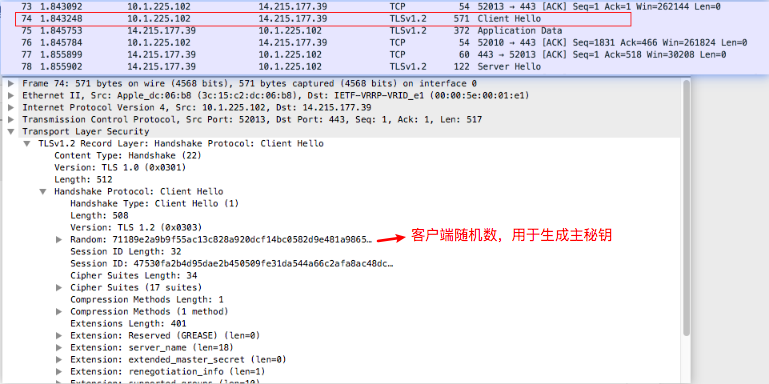 73 1.843092 10.1.225.102 14.215.177.39 TCP 54 52013 → 443 [ACK] Seq=1 Ack=1 Win=262144 Len=0
74 1.843248 10.1.225.102 14.215.177.39 TLSv1.2 571 Client Hello
75 1.845753 14.215.177.39 10.1.225.102 TLSv1.2 372 Application Data
76 1.845784 10.1.225.102 14.215.177.39 TCP 54 52010 → 443 [ACK] Seq=1831 Ack=466 Win=261824 Len=0
77 1.855899 14.215.177.39 10.1.225.102 TCP 60 443 → 52013 [ACK] Seq=1 Ack=518 Win=30208 Len=0
78 1.855902 14.215.177.39 10.1.225.102 TLSv1.2 122 Server Hello
Frame 74: 571 bytes on wire (4568 bits), 571 bytes captured (4568 bits) on interface 0
Ethernet II, Src: Apple_dc:06:b8 (3c:15:c2:dc:06:b8), Dst: IETF-VRRP-VRID_e1 (00:00:5e:00:01:e1)
Internet Protocol Version 4, Src: 10.1.225.102, Dst: 14.215.177.39
Transmission Control Protocol, Src Port: 52013, Dst Port: 443, Seq: 1, Ack: 1, Len: 517
Transport Layer Security
TLSv1.2 Record Layer: Handshake Protocol: Client Hello
Content Type: Handshake (22)
Version: TLS 1.0 (0x0301)
Length: 512
Handshake Protocol: Client Hello
Handshake Type: Client Hello (1)
Length: 508
Version: TLS 1.2 (0x0303)
Random: 71189e2a9b9f55ac13c828a920dcf14bc0582d9e481a9865… 客户端随机数，用于生成主秘钥
Session ID Length: 32
Session ID: 47530fa2b4d95dae2b450509fe31da544a66c2afa8ac48dc…
Cipher Suites Length: 34
Cipher Suites (17 suites)
Compression Methods Length: 1
Compression Methods (1 method)
Extensions Length: 401
Extension: Reserved (GREASE) (len=0)
Extension: server_name (len=18)
Extension: extended_master_secret (len=0)
Extension: renegotiation_info (len=1)
Extension: supported_groups (len=10)